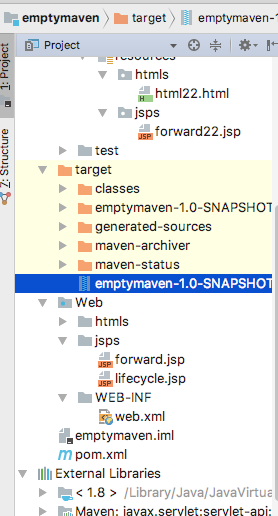 emptymaven target emptymaven-1
1: Project
Project
resources
htmls
html22.html
jsps
forward22.jsp
Z: Structure
test
target
classes
emptymaven-1.0-SNAPSHOT
generated-sources
maven-archiver
maven-status
emptymaven-1.0-SNAPSHOT
Web
htmls
jsps
forward.jsp
lifecycle.jsp
WEB-INF
web.xml
emptymaven.iml
pom.xml
External Libraries
< 1.8 > /Library/Java/JavaVirtua
Maven: javax.servlet:servlet-api: